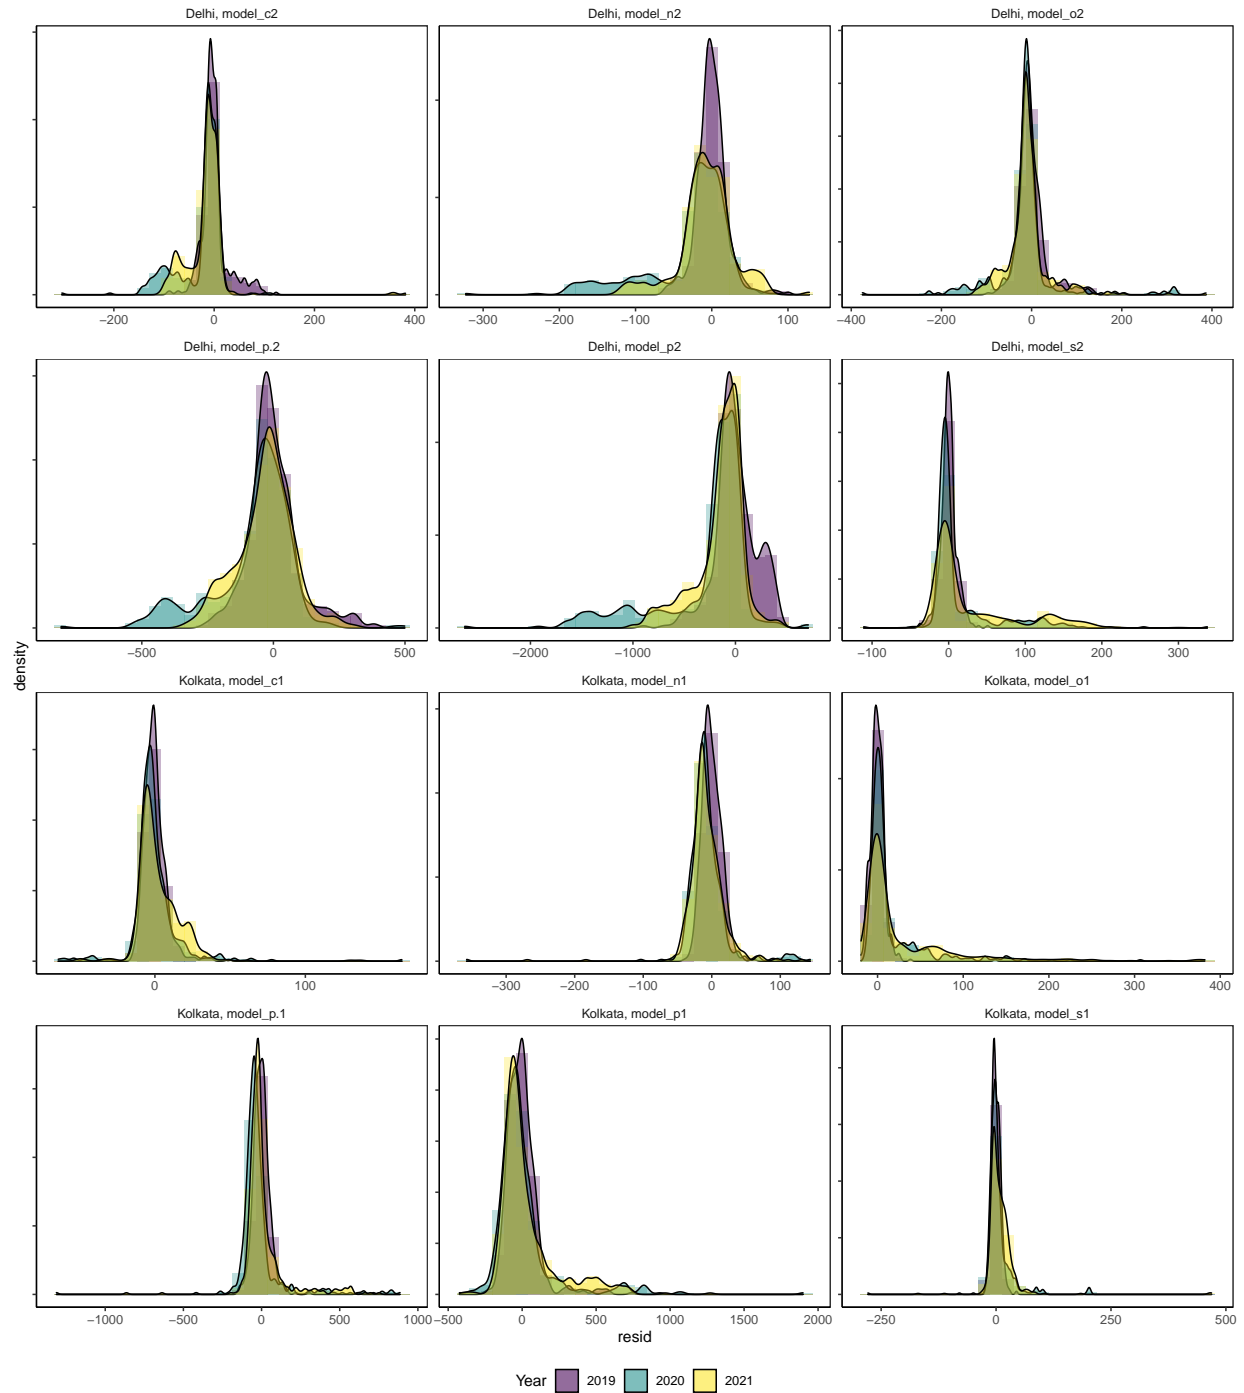 Delhi, model_c2 Delhi, model_n2 Delhi, model_o2
−200 0 200 400 −300 −200 −100 0 100 −400 −200 0 200 400
Delhi, model_p.2 Delhi, model_p2 Delhi, model_s2
−500 0 500 −2000 −1000 0 −100 0 100 200 300
density
Kolkata, model_c1 Kolkata, model_n1 Kolkata, model_o1
0 100 −300 −200 −100 0 100 0 100 200 300 400
Kolkata, model_p.1 Kolkata, model_p1 Kolkata, model_s1
−1000 −500 0 500 1000 −500 0 500 1000 1500 2000 −250 0 250 500
resid
Year 2019 2020 2021